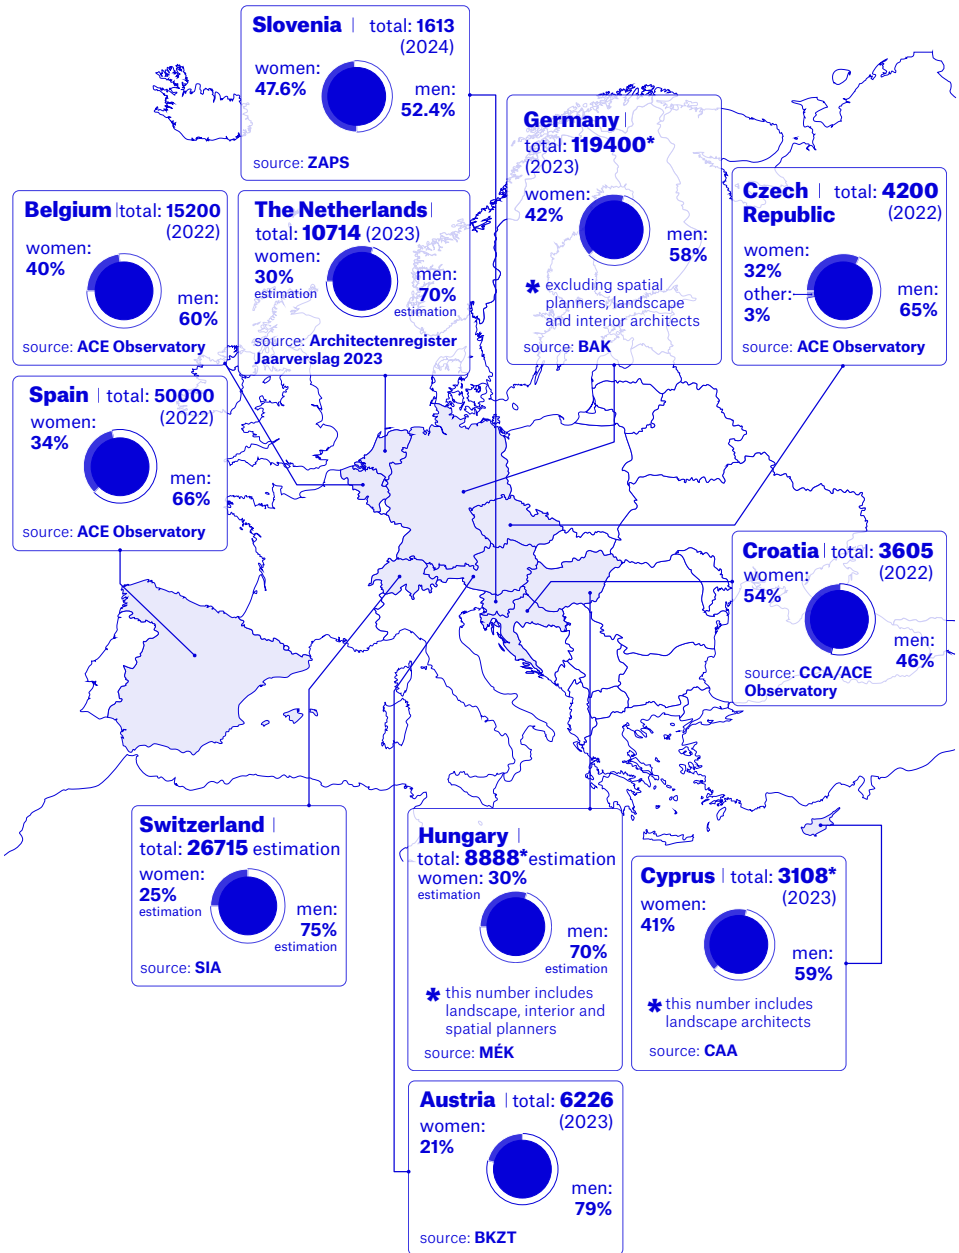 Slovenia | total: 1613
(2024)
women:
47.6%
men:
52.4%
source: ZAPS
Germany |
total: 119400*
(2023)
women:
42%
men:
58%
* excluding spatial
planners, landscape
and interior architects
source: BAK
Czech | total: 4200
Republic (2022)
women:
32%
other:
3%
men:
65%
source: ACE Observatory
Belgium | total: 15200
(2022)
women:
40%
men:
60%
source: ACE Observatory
The Netherlands |
total: 10714 (2023)
women:
30%
estimation
men:
70%
estimation
source: Architectenregister
Jaarverslag 2023
Spain | total: 50000
(2022)
women:
34%
men:
66%
source: ACE Observatory
Croatia | total: 3605
(2022)
women:
54%
men:
46%
source: CCA/ACE
Observatory
Switzerland |
total: 26715 estimation
women:
25%
estimation
men:
75%
estimation
source: SIA
Hungary |
total: 8888* estimation
women: 30%
estimation
men:
70%
estimation
* this number includes
landscape, interior and
spatial planners
source: MÉK
Cyprus | total: 3108*
(2023)
women:
41%
men:
59%
* this number includes
landscape architects
source: CAA
Austria | total: 6226
(2023)
women:
21%
men:
79%
source: BKZT